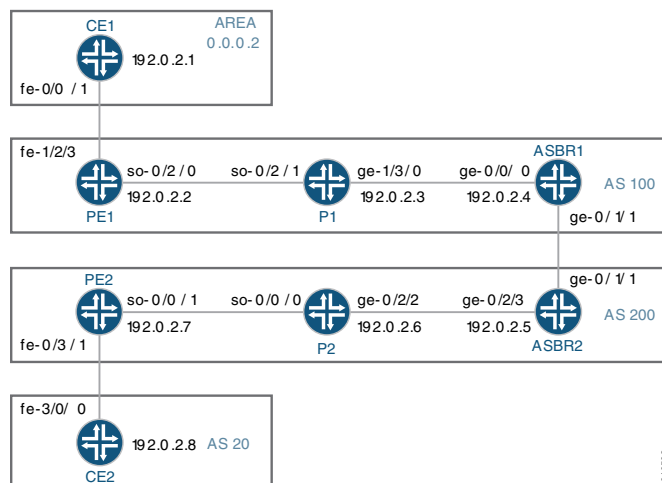 CE1
AREA
0.0.0.2
192.0.2.1
fe-0/0 / 1
fe-1/2/3
so-0/2 / 0
so-0/2 / 1
ge-1/3/ 0
ge-0/0/ 0
ASBR1
192.0.2.2
192.0.2.3
192.0.2.4
AS 100
PE1
P1
ge-0/ 1/ 1
PE2
ge-0/ 1/ 1
so-0/0 / 1
so-0/0 / 0
ge-0/2/2
ge-0/2/3
AS 200
192.0.2.7
192.0.2.6
192.0.2.5
fe-0/3 / 1
P2
ASBR2
fe-3/0/ 0
192.0.2.8
AS 20
CE2